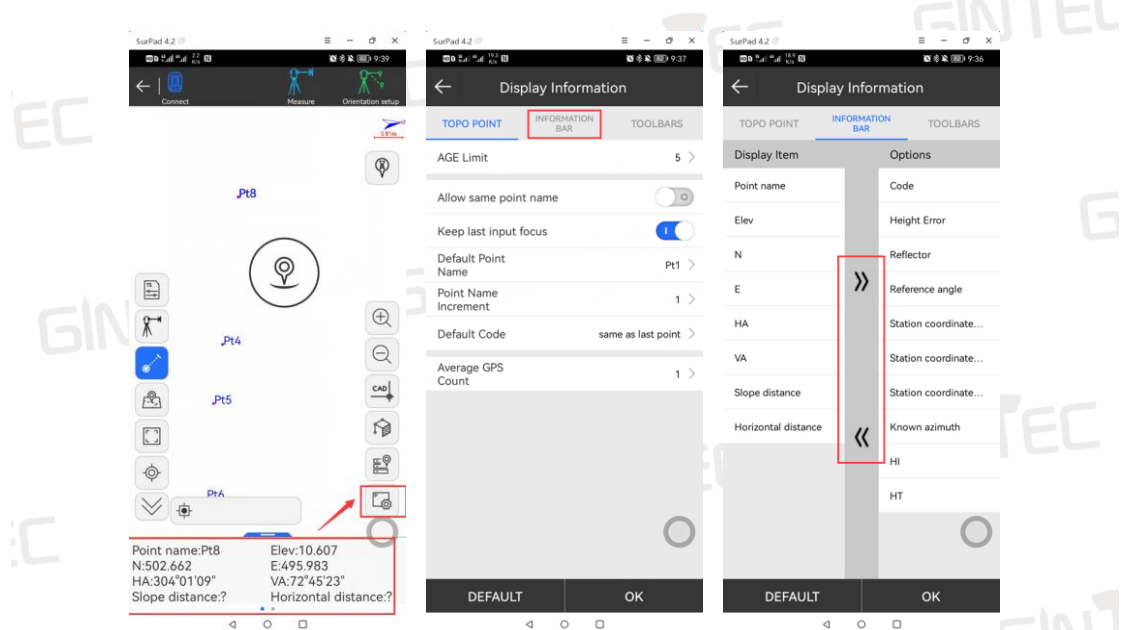 GINTEC
SurPad 4.2
9:39
Connect
Measure
Orientation setup
Pt8
Pt4
Pt5
Pt6
CAD
Point name:Pt8
Elev:10.607
N:502.662
E:495.983
HA:304°01'09"
VA:72°45'23"
Slope distance:?
Horizontal distance:?
SurPad 4.2
9:37
Display Information
TOPO POINT
INFORMATION
BAR
TOOLBARS
AGE Limit
5
Allow same point name
Keep last input focus
Default Point
Name
Pt1
Point Name
Increment
1
Default Code
same as last point
Average GPS
Count
1
DEFAULT
OK
SurPad 4.2
9:36
Display Information
TOPO POINT
INFORMATION
BAR
TOOLBARS
Display Item
Options
Point name
Code
Elev
Height Error
N
Reflector
E
Reference angle
HA
Station coordinate...
VA
Station coordinate...
Slope distance
Station coordinate...
Horizontal distance
Known azimuth
HI
HT
DEFAULT
OK